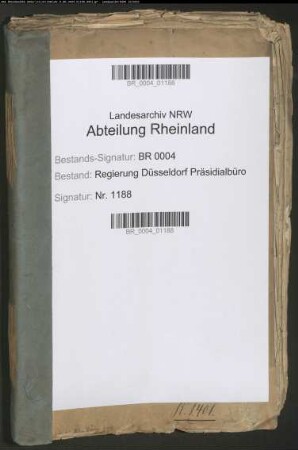 BR_0004_01188
Landesarchiv NRW
Abteilung Rheinland
Bestands-Signatur: BR 0004
Bestand: Regierung Düsseldorf Präsidialbüro
Signatur: Nr. 1188
BR_0004_01188